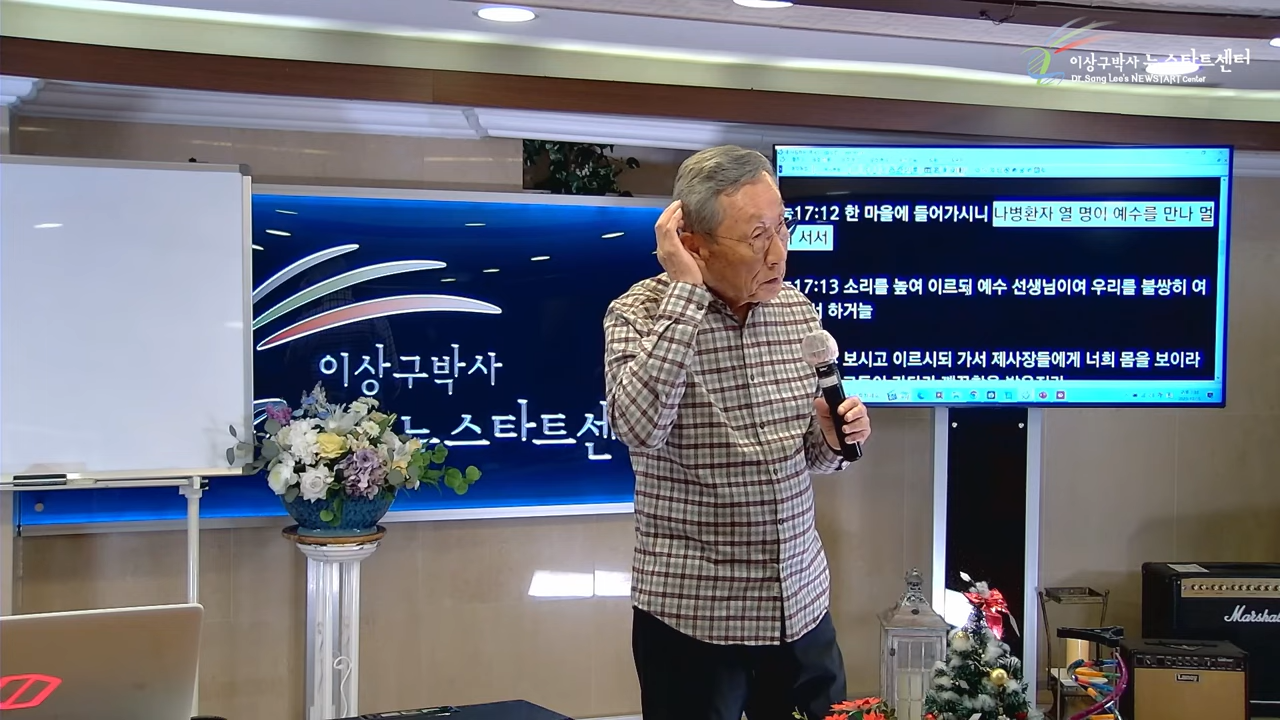 이상구박사 뉴스타트센터
Dr. Sang Lee's NEWSTART Center
17:12 한 마을에 들어가시니 나병환자 열 명이 예수를 만나 멀
서서
17:13 소리를 높여 이르되 예수 선생님이여 우리를 불쌍히 여
하거늘
보시고 이르시되 가서 제사장들에게 너희 몸을 보이라
이상구박사
뉴스타트센
Marshal
Laney